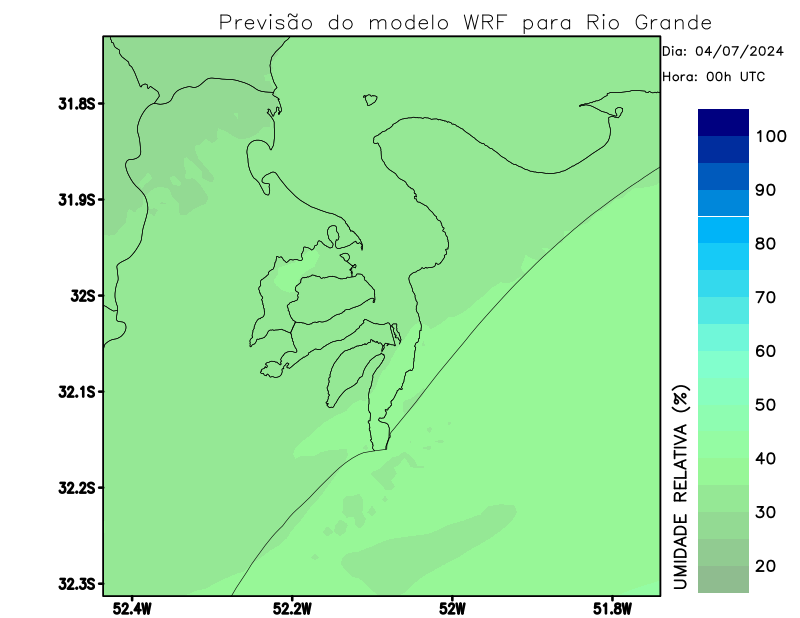 Previsão do modelo WRF para Rio Grande
Dia: 04/07/2024
Hora: 00h UTC
31.8S
31.9S
32S
32.1S
32.2S
32.3S
52.4W
52.2W
52W
51.8W
100
90
80
70
60
50
40
30
20
UMIDADE RELATIVA (%)